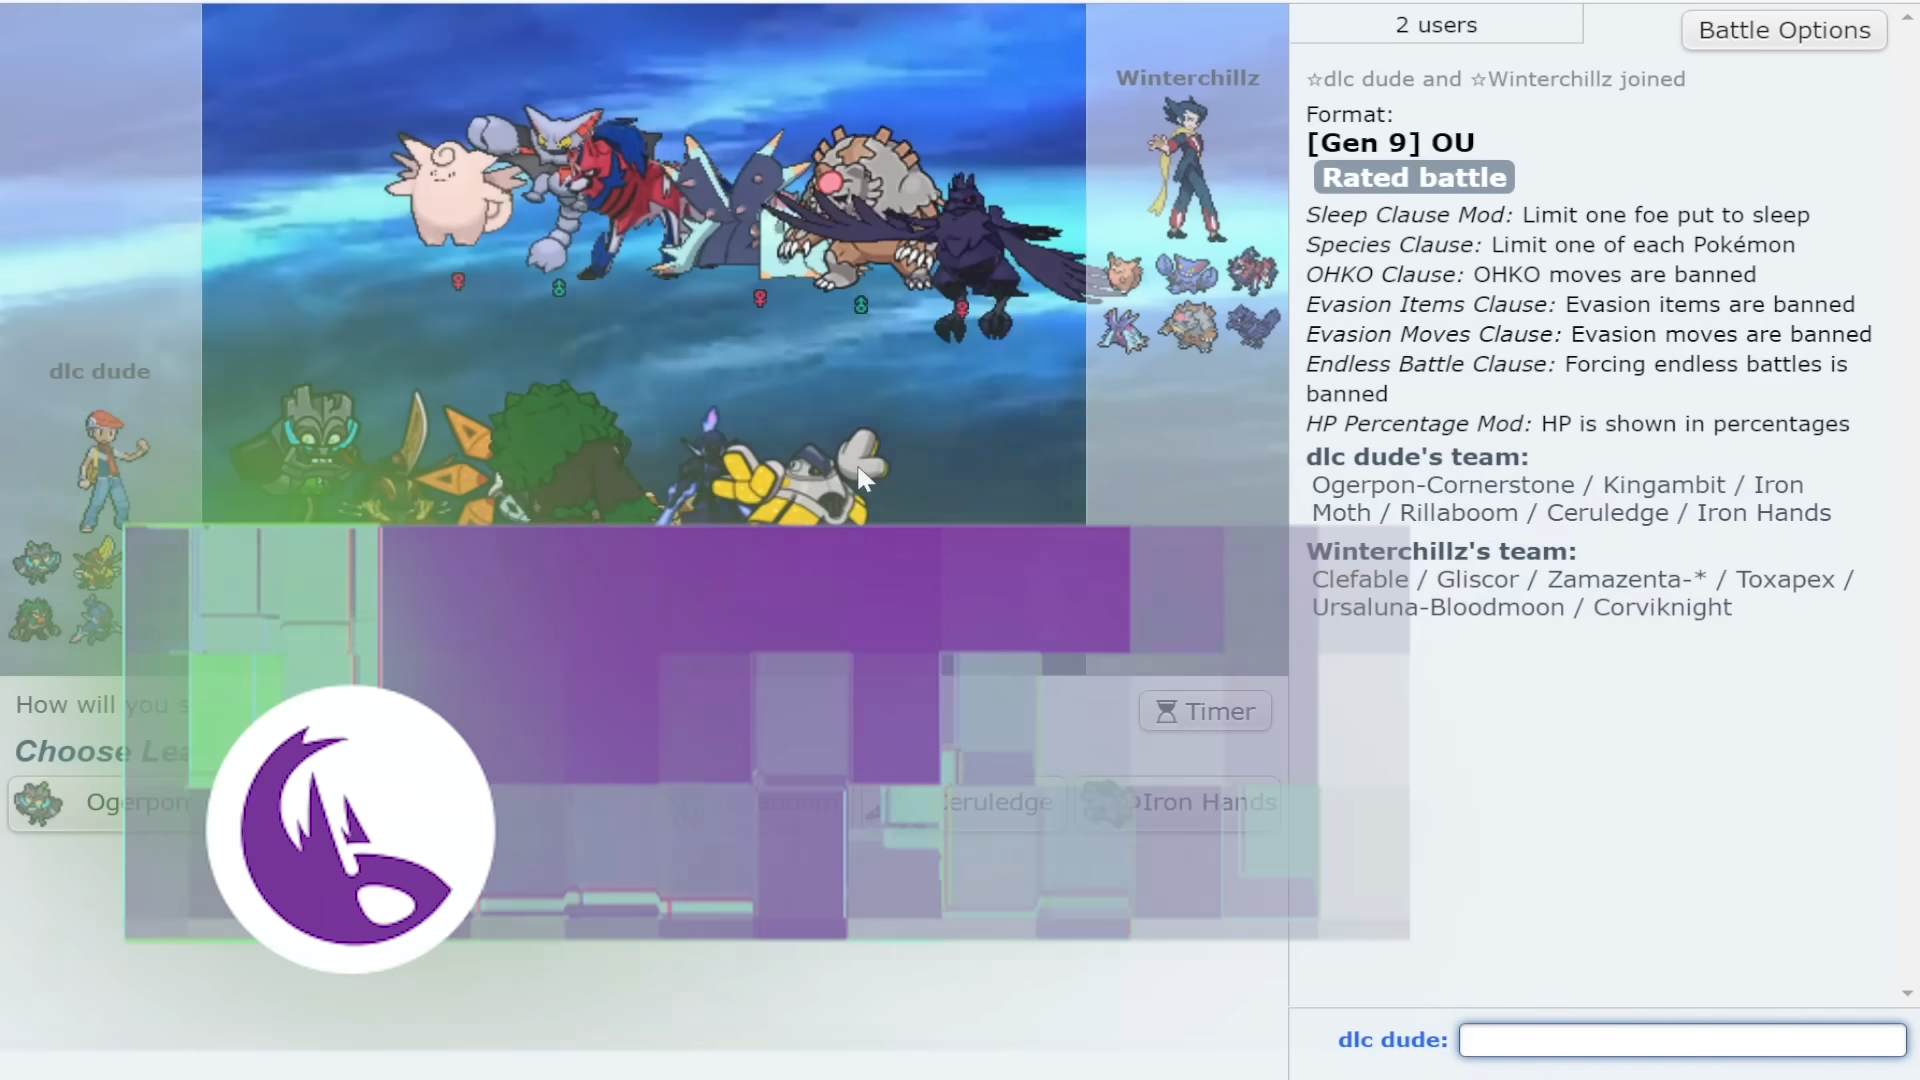 2 users
Battle Options
☆dlc dude and ☆Winterchillz joined
Format:
[Gen 9] OU
Rated battle
Sleep Clause Mod: Limit one foe put to sleep
Species Clause: Limit one of each Pokémon
OHKO Clause: OHKO moves are banned
Evasion Items Clause: Evasion items are banned
Evasion Moves Clause: Evasion moves are banned
Endless Battle Clause: Forcing endless battles is
banned
HP Percentage Mod: HP is shown in percentages
dlc dude's team:
Ogerpon-Cornerstone / Kingambit / Iron
Moth / Rillaboom / Ceruledge / Iron Hands
Winterchillz's team:
Clefable / Gliscor / Zamazenta-* / Toxapex /
Ursaluna-Bloodmoon / Corviknight
dlc dude:
Winterchillz
dlc dude
How will you
Timer
Choose
Ogerpon
Iron Hands